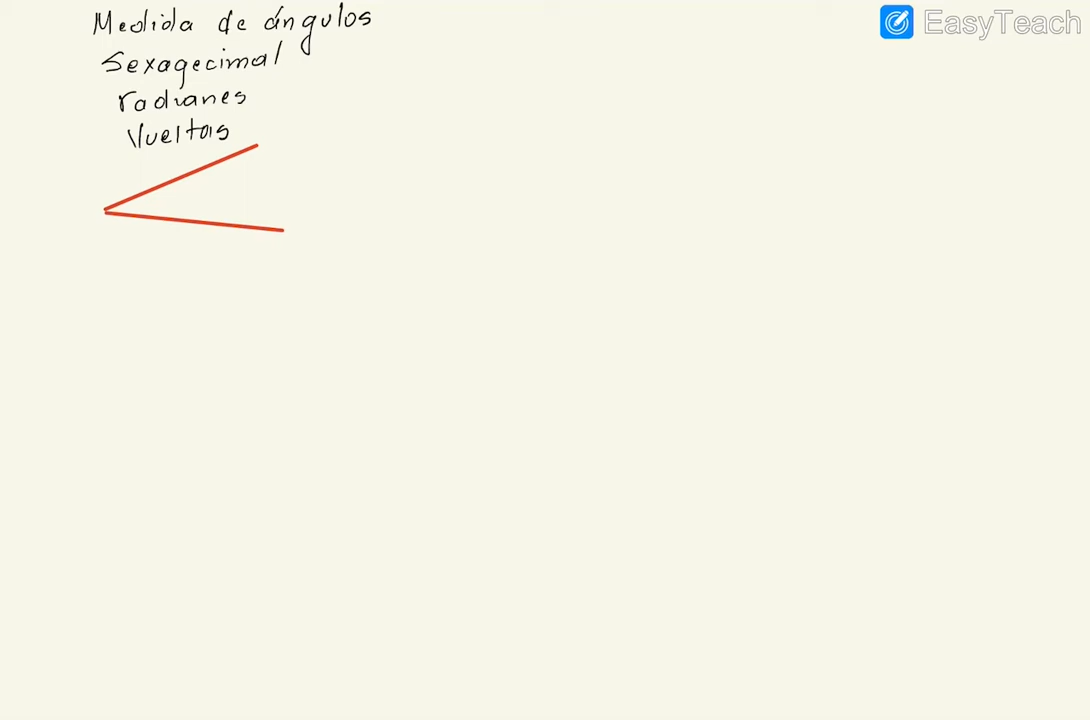 Medida de ángulos
EasyTeach
Sexagecimal
radianes
Vueltas